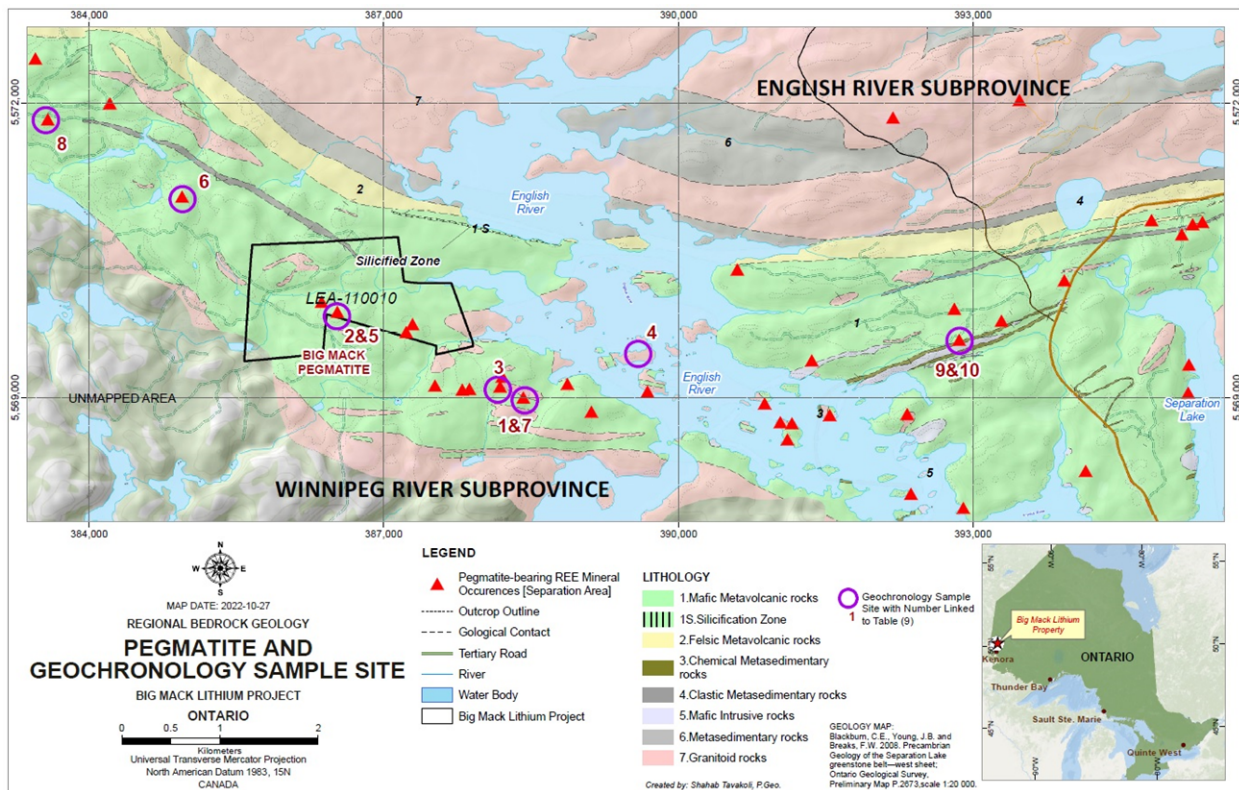 384,000
387,000
390,000
393,000
5,572,000
5,572,000
ENGLISH RIVER SUBPROVINCE
7
6
8
6
2
English
River
4
1 S
Silicified Zone
LEA-110010
2&5
BIG MACK
PEGMATITE
4
1
9&10
3
1&7
English
River
3
5
5,569,000
5,569,000
UNMAPPED AREA
Separation
Lake
WINNIPEG RIVER SUBPROVINCE
384,000
387,000
390,000
393,000
N
W
E
S
MAP DATE: 2022-10-27
REGIONAL BEDROCK GEOLOGY
PEGMATITE AND
GEOCHRONOLOGY SAMPLE SITE
BIG MACK LITHIUM PROJECT
ONTARIO
0 0.5 1 2
Kilometers
Universal Transverse Mercator Projection
North American Datum 1983, 15N
CANADA
LEGEND
Pegmatite-bearing REE Mineral
Occurences [Separation Area]
Outcrop Outline
Gological Contact
Tertiary Road
River
Water Body
Big Mack Lithium Project
LITHOLOGY
1.Mafic Metavolcanic rocks
1S.Silicification Zone
2.Felsic Metavolcanic rocks
3.Chemical Metasedimentary
rocks
4.Clastic Metasedimentary rocks
5.Mafic Intrusive rocks
6.Metasedimentary rocks
7.Granitoid rocks
Created by: Shahab Tavakoli, P.Geo.
Geochronology Sample
Site with Number Linked
1 to Table (9)
GEOLOGY MAP:
Blackburn, C.E., Young, J.B. and
Breaks, F.W. 2008. Precambrian
Geology of the Separation Lake
greenstone belt—west sheet;
Ontario Geological Survey,
Preliminary Map P.2673,scale 1:20 000.
90°W
80°W
55°N
55°N
Big Mack Lithium
Property
50°N
50°N
Kenora
ONTARIO
Thunder Bay
Sault Ste. Marie
45°N
45°N
Quinte West
90°W
80°W